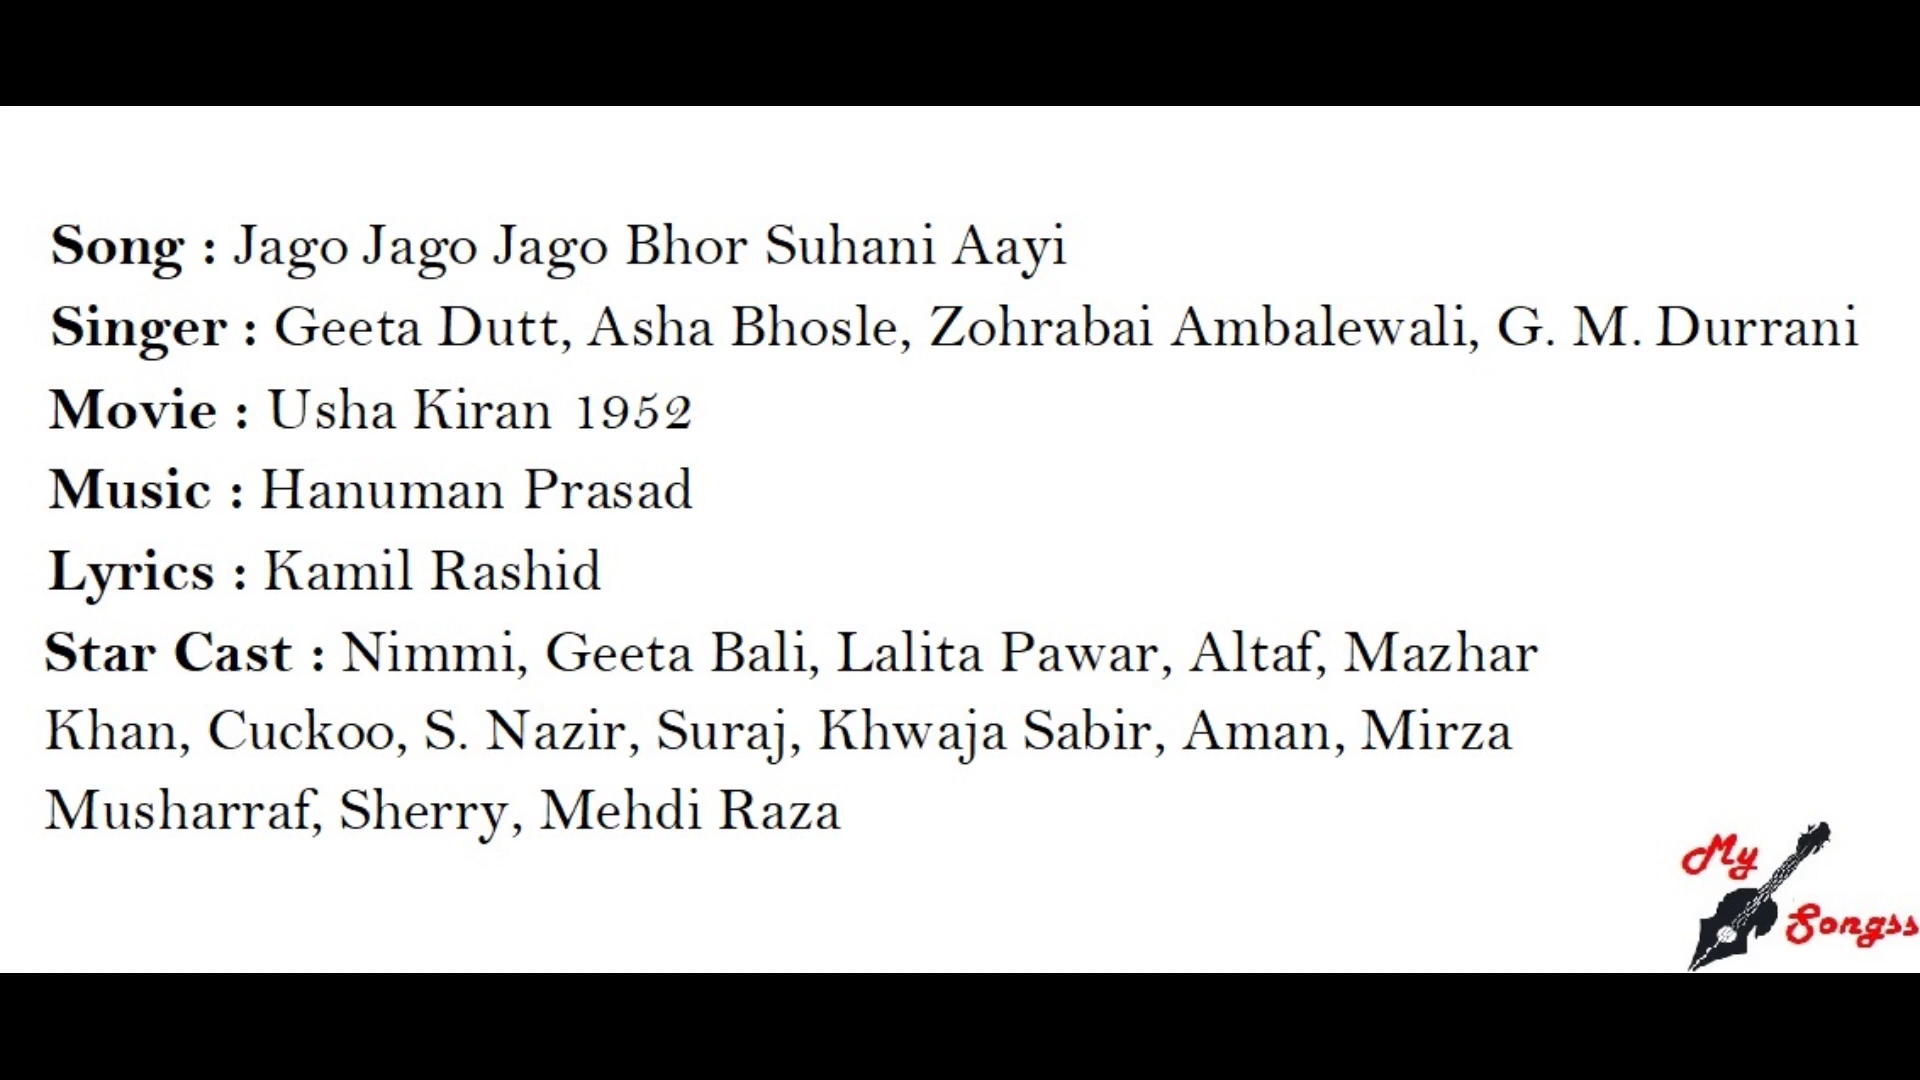 Song : Jago Jago Jago Bhor Suhani Aayi
Singer : Geeta Dutt, Asha Bhosle, Zohrabai Ambalewali, G. M. Durrani
Movie : Usha Kiran 1952
Music : Hanuman Prasad
Lyrics : Kamil Rashid
Star Cast : Nimmi, Geeta Bali, Lalita Pawar, Altaf, Mazhar
Khan, Cuckoo, S. Nazir, Suraj, Khwaja Sabir, Aman, Mirza
Musharraf, Sherry, Mehdi Raza
My
Songss